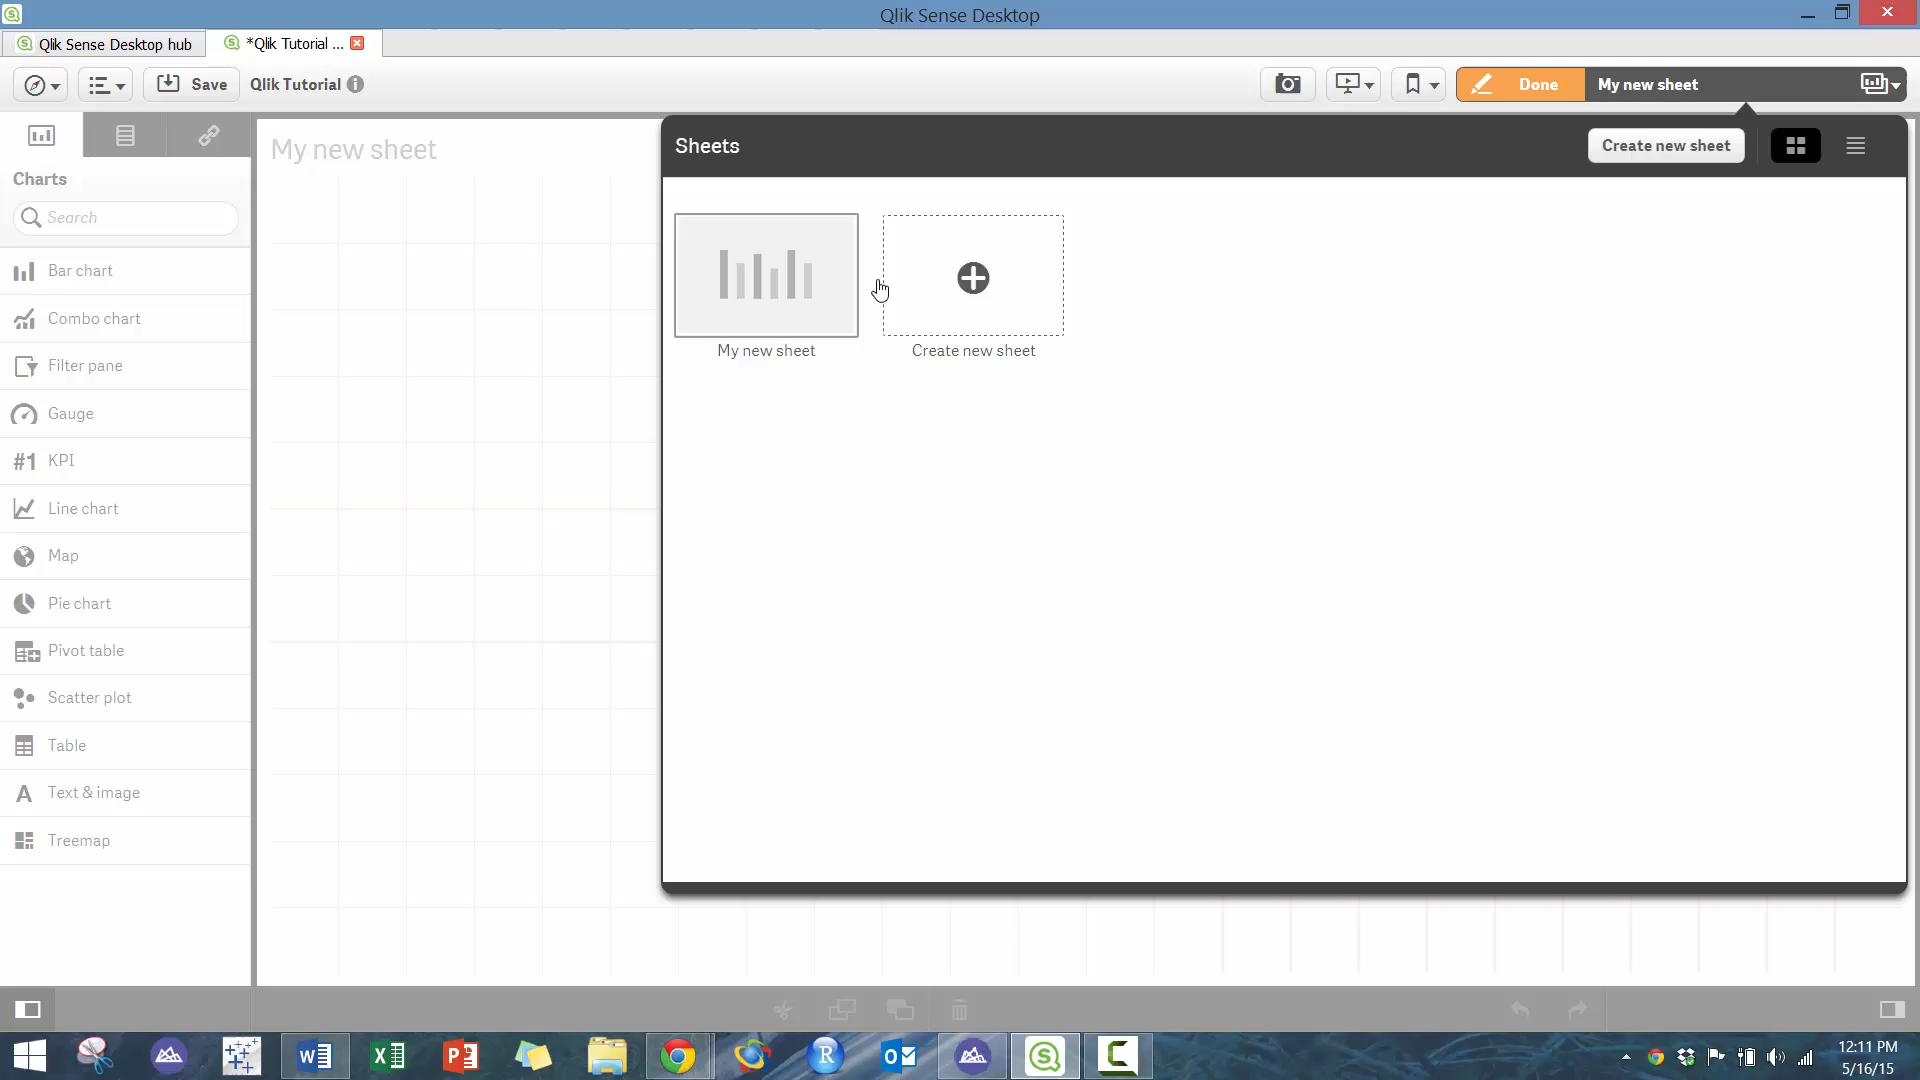 Qlik Sense Desktop
Qlik Sense Desktop hub
*Qlik Tutorial ...
Save
Qlik Tutorial
Done
My new sheet
My new sheet
Sheets
Create new sheet
Charts
Search
My new sheet
Create new sheet
Bar chart
Combo chart
Filter pane
Gauge
#1 KPI
Line chart
Map
Pie chart
Pivot table
Scatter plot
Table
A Text & image
Treemap
12:11 PM
5/16/15